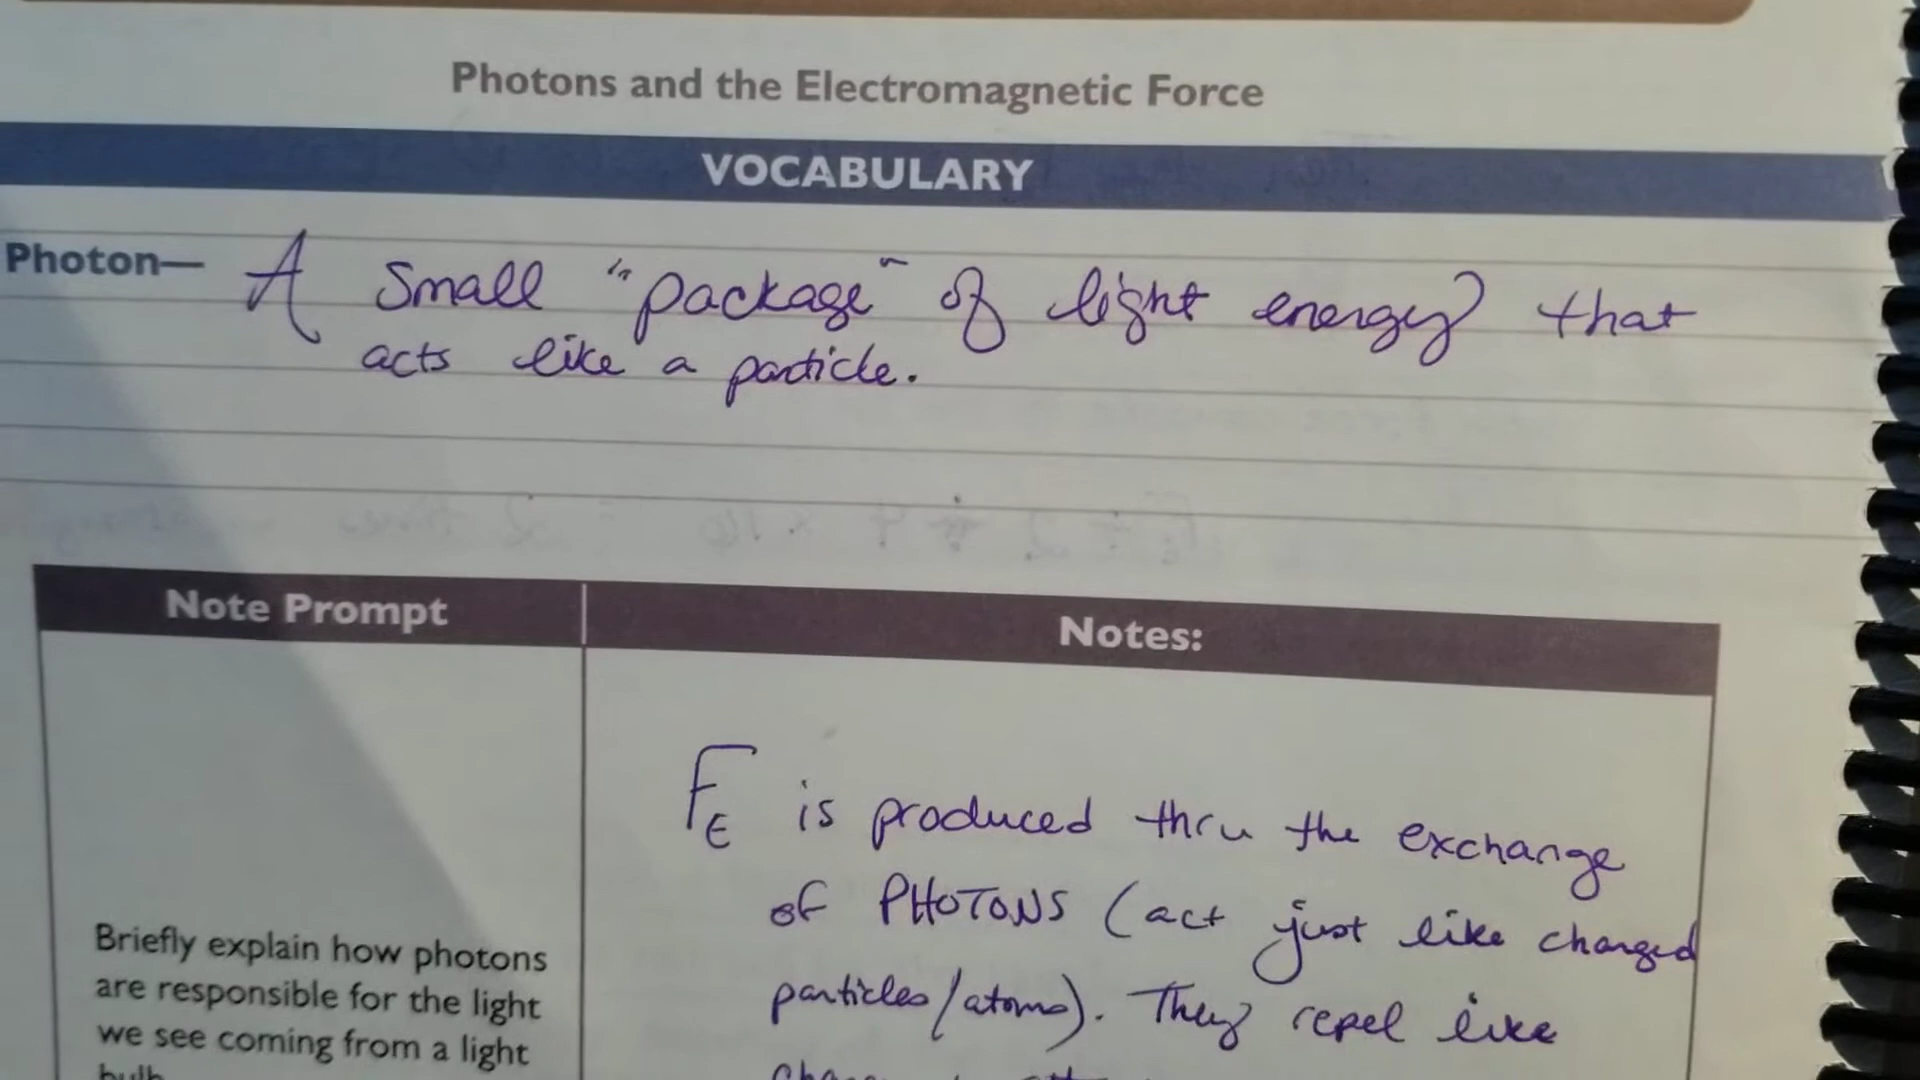 Photons and the Electromagnetic Force
VOCABULARY
Photon— A small "package" of light energy that
acts like a particle.
Note Prompt
Notes:
Briefly explain how photons
are responsible for the light
we see coming from a light
bulb
FE is produced thru the exchange
of PHOTONS (act just like charged
particles/atoms). They repel like